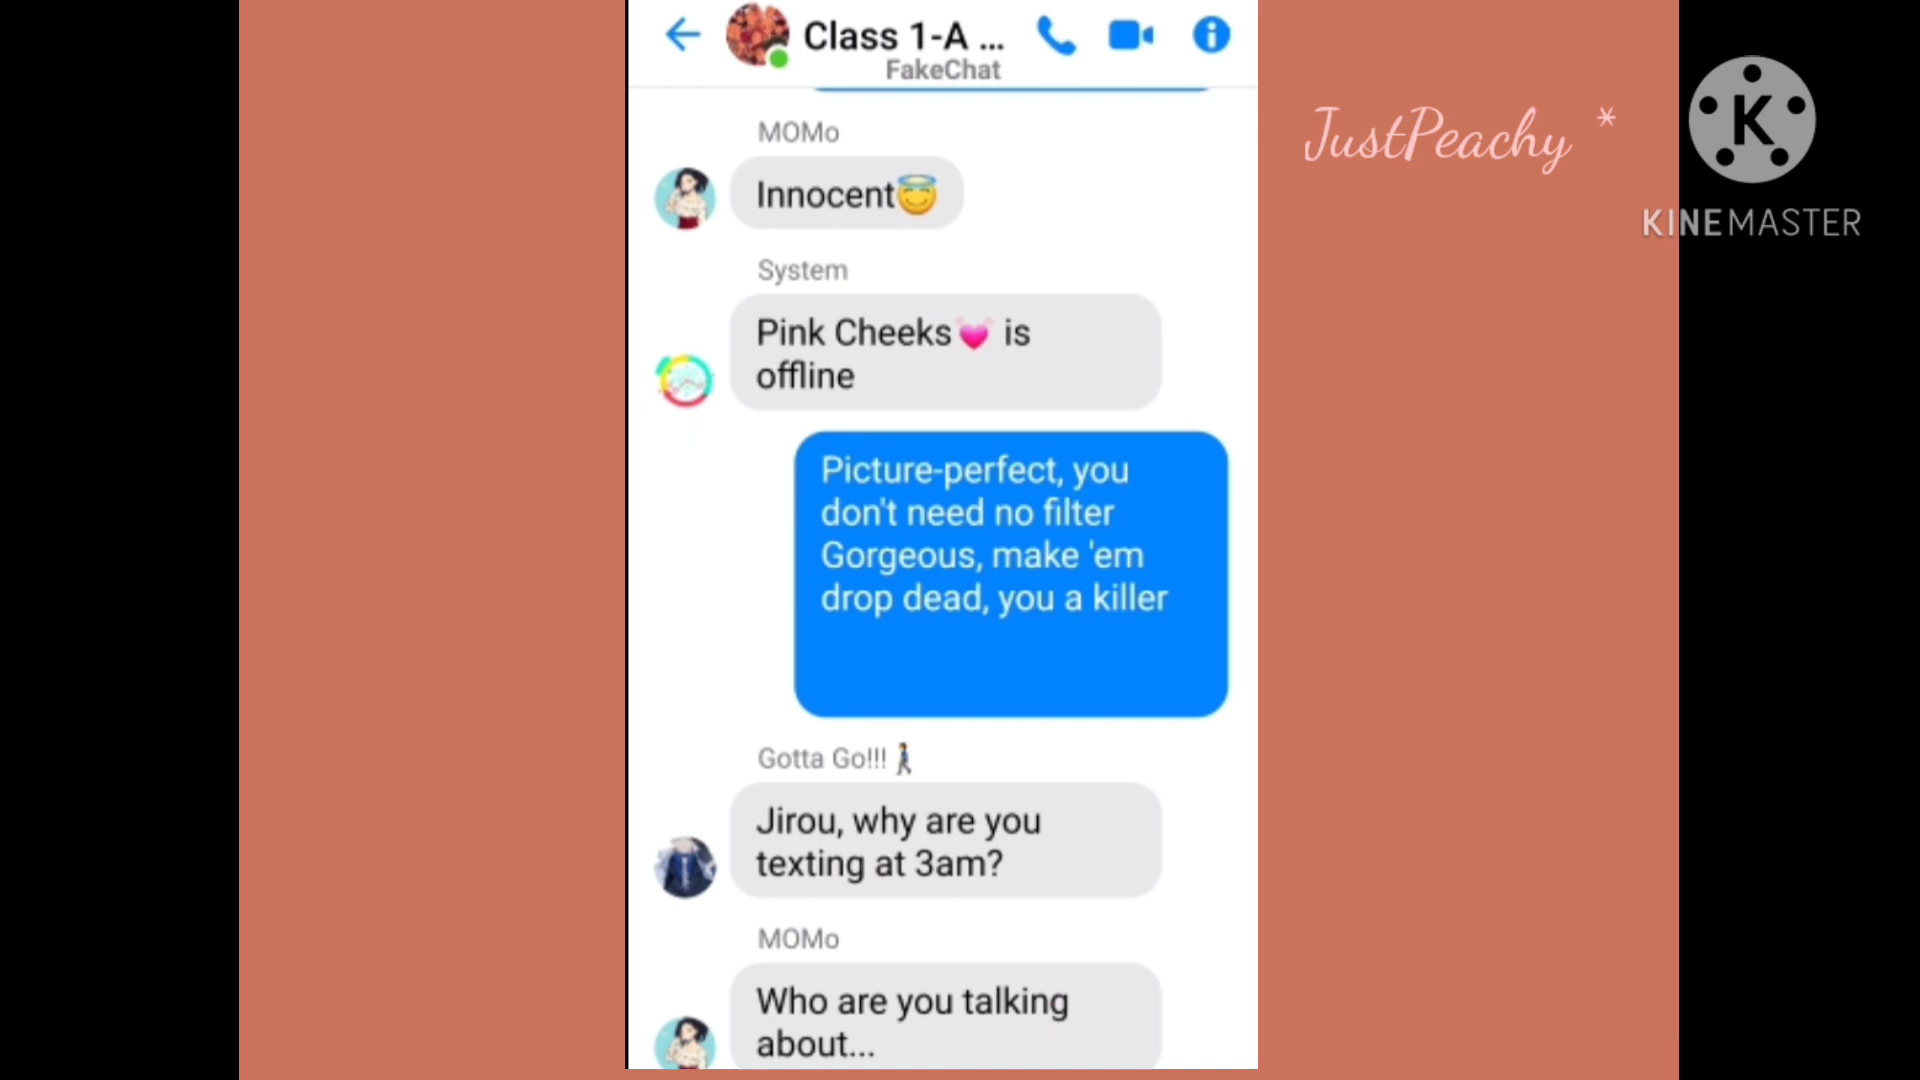 Class 1-A ...
FakeChat
JustPeachy *
K
KINEMASTER
MOMo
Innocent😇
System
Pink Cheeks💓 is
offline
Picture-perfect, you
don't need no filter
Gorgeous, make 'em
drop dead, you a killer
Gotta Go!!!🚶
Jirou, why are you
texting at 3am?
MOMo
Who are you talking
about...